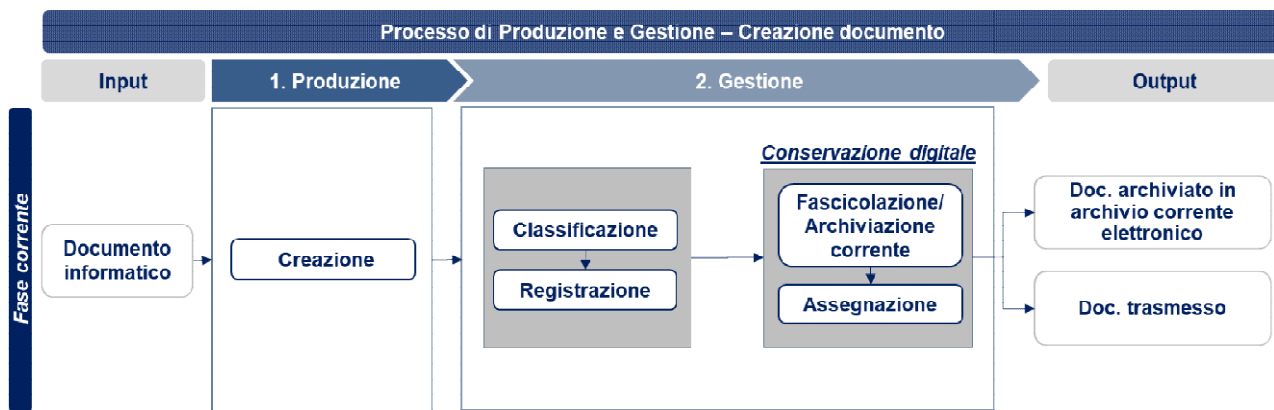 Processo di Produzione e Gestione – Creazione documento
Input
1. Produzione
2. Gestione
Output
Fase corrente
Documento
informatico
Creazione
Classificazione
Registrazione
Conservazione digitale
Fascicolazione/
Archiviazione
corrente
Assegnazione
Doc. archiviato in
archivio corrente
elettronico
Doc. trasmesso